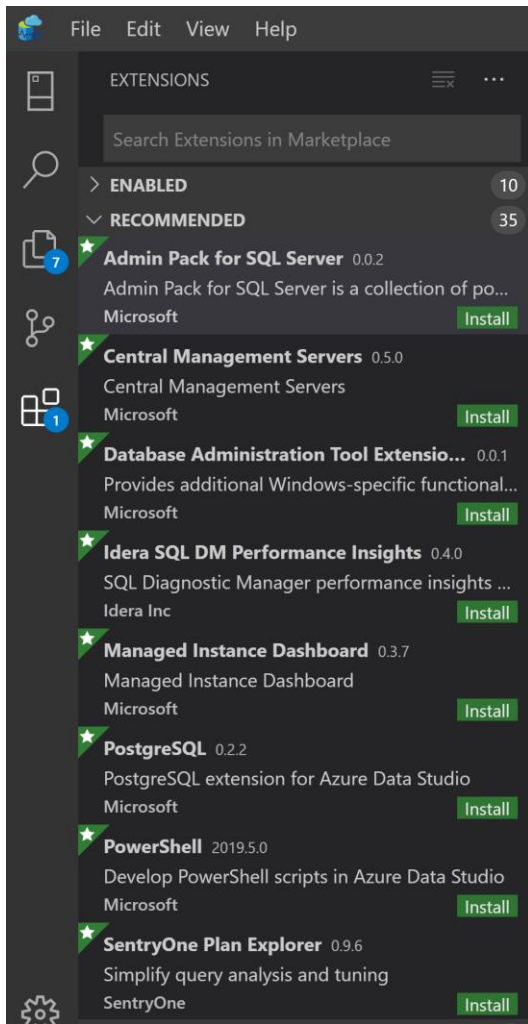 File Edit View Help
EXTENSIONS
Search Extensions in Marketplace
ENABLED 10
RECOMMENDED 35
7
1
Admin Pack for SQL Server 0.0.2
Admin Pack for SQL Server is a collection of po...
Microsoft Install
Central Management Servers 0.5.0
Central Management Servers
Microsoft Install
Database Administration Tool Extensio... 0.0.1
Provides additional Windows-specific functional...
Microsoft Install
Idera SQL DM Performance Insights 0.4.0
SQL Diagnostic Manager performance insights ...
Idera Inc Install
Managed Instance Dashboard 0.3.7
Managed Instance Dashboard
Microsoft Install
PostgreSQL 0.2.2
PostgreSQL extension for Azure Data Studio
Microsoft Install
PowerShell 2019.5.0
Develop PowerShell scripts in Azure Data Studio
Microsoft Install
SentryOne Plan Explorer 0.9.6
Simplify query analysis and tuning
SentryOne Install